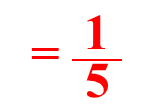 = 1/5